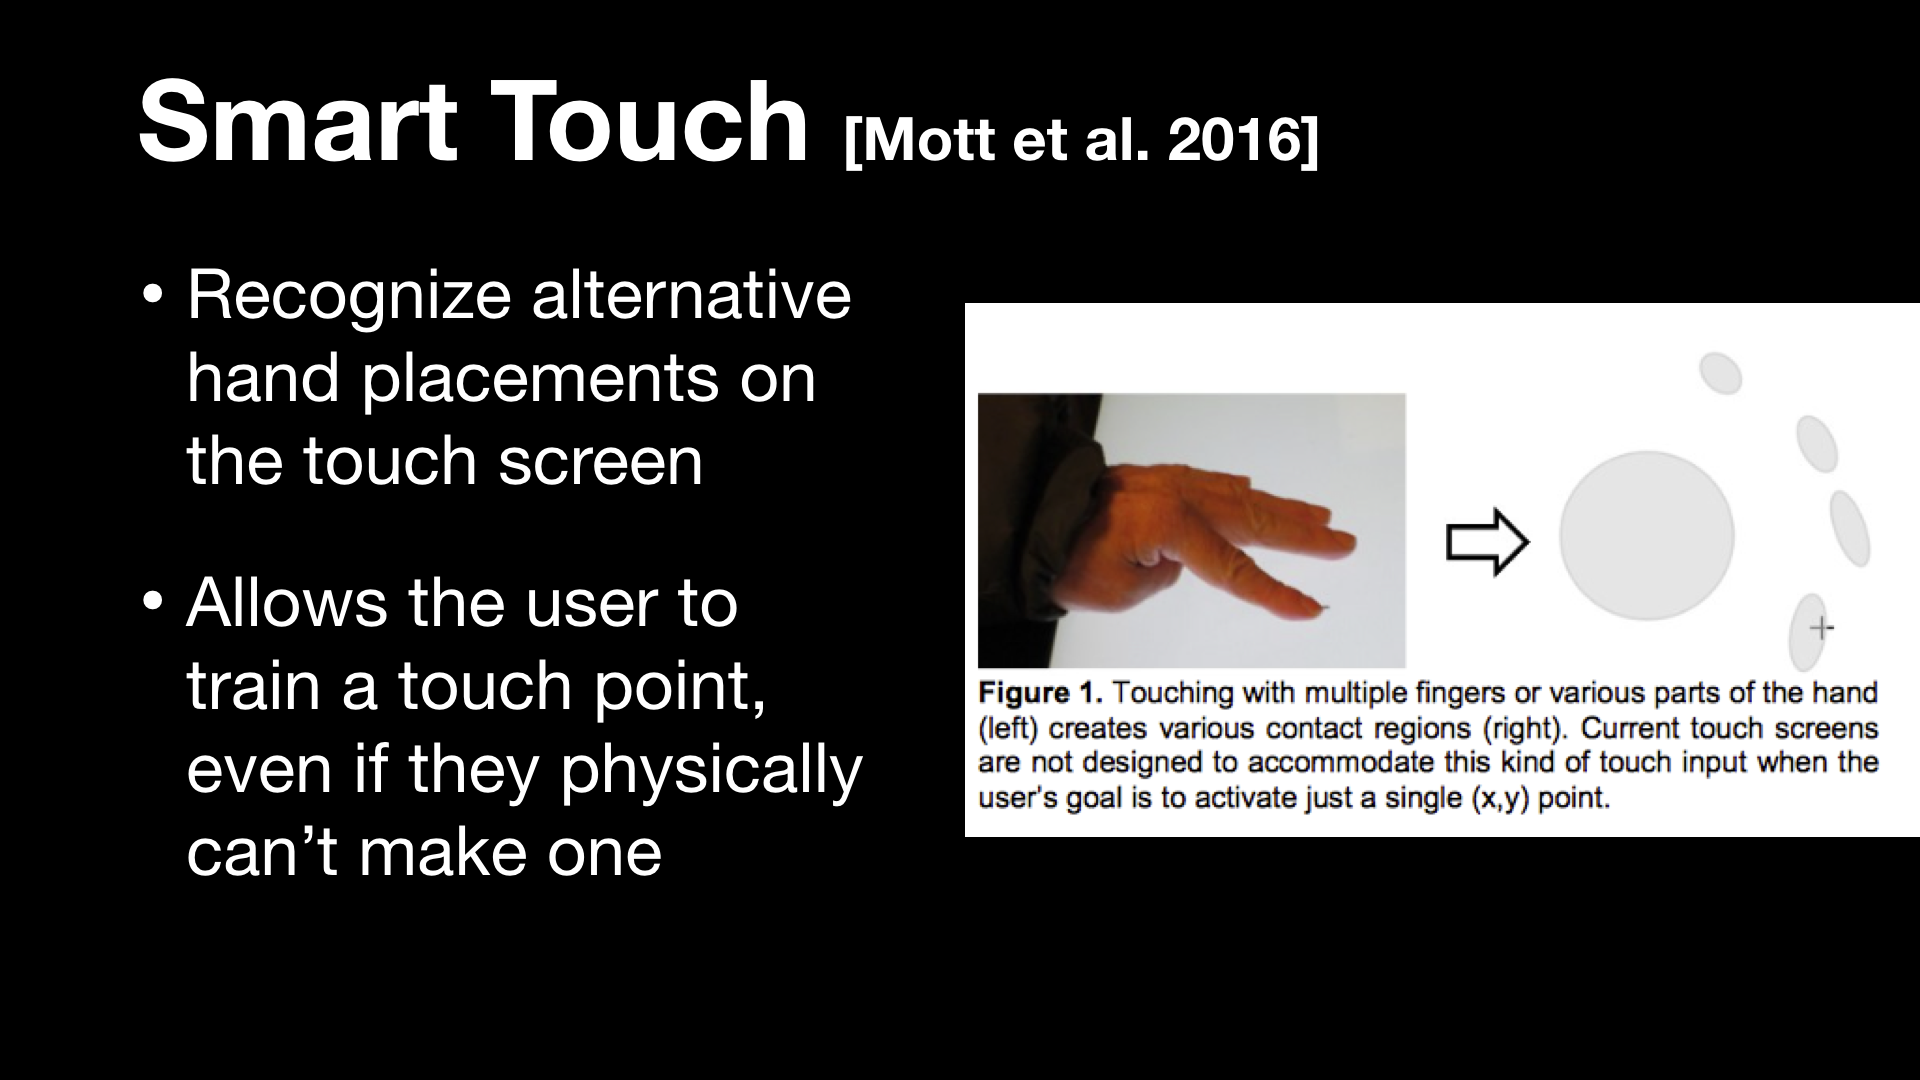 Smart Touch [Mott et al. 2016]
• Recognize alternative
hand placements on
the touch screen
• Allows the user to
train a touch point,
even if they physically
can’t make one
Figure 1. Touching with multiple fingers or various parts of the hand
(left) creates various contact regions (right). Current touch screens
are not designed to accommodate this kind of touch input when the
user's goal is to activate just a single (x,y) point.